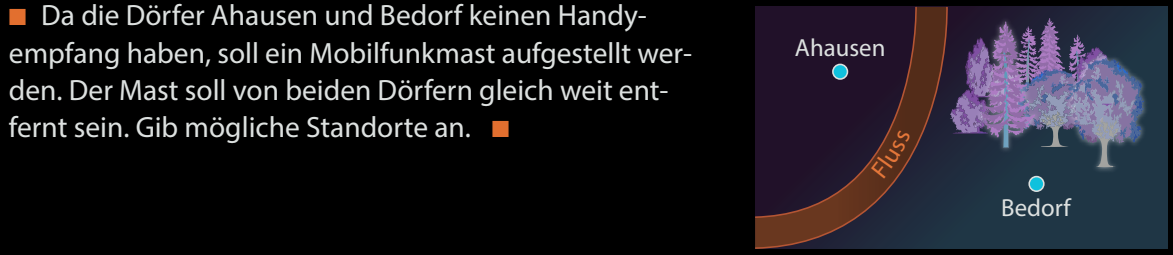 ■ Da die Dörfer Ahausen und Bedorf keinen Handy-
empfang haben, soll ein Mobilfunkmast aufgestellt wer-
den. Der Mast soll von beiden Dörfern gleich weit ent-
fernt sein. Gib mögliche Standorte an. ■
Ahausen
Fluss
Bedorf